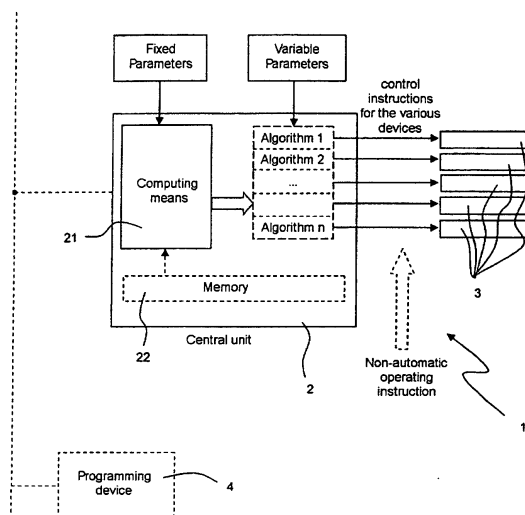 Fixed
Parameters
Variable
Parameters
control
instructions
for the various
devices
Algorithm 1
Algorithm 2
...
Algorithm n
Computing
means
21
Memory
22
Central unit
2
3
Non-automatic
operating
instruction
1
Programming
device
4